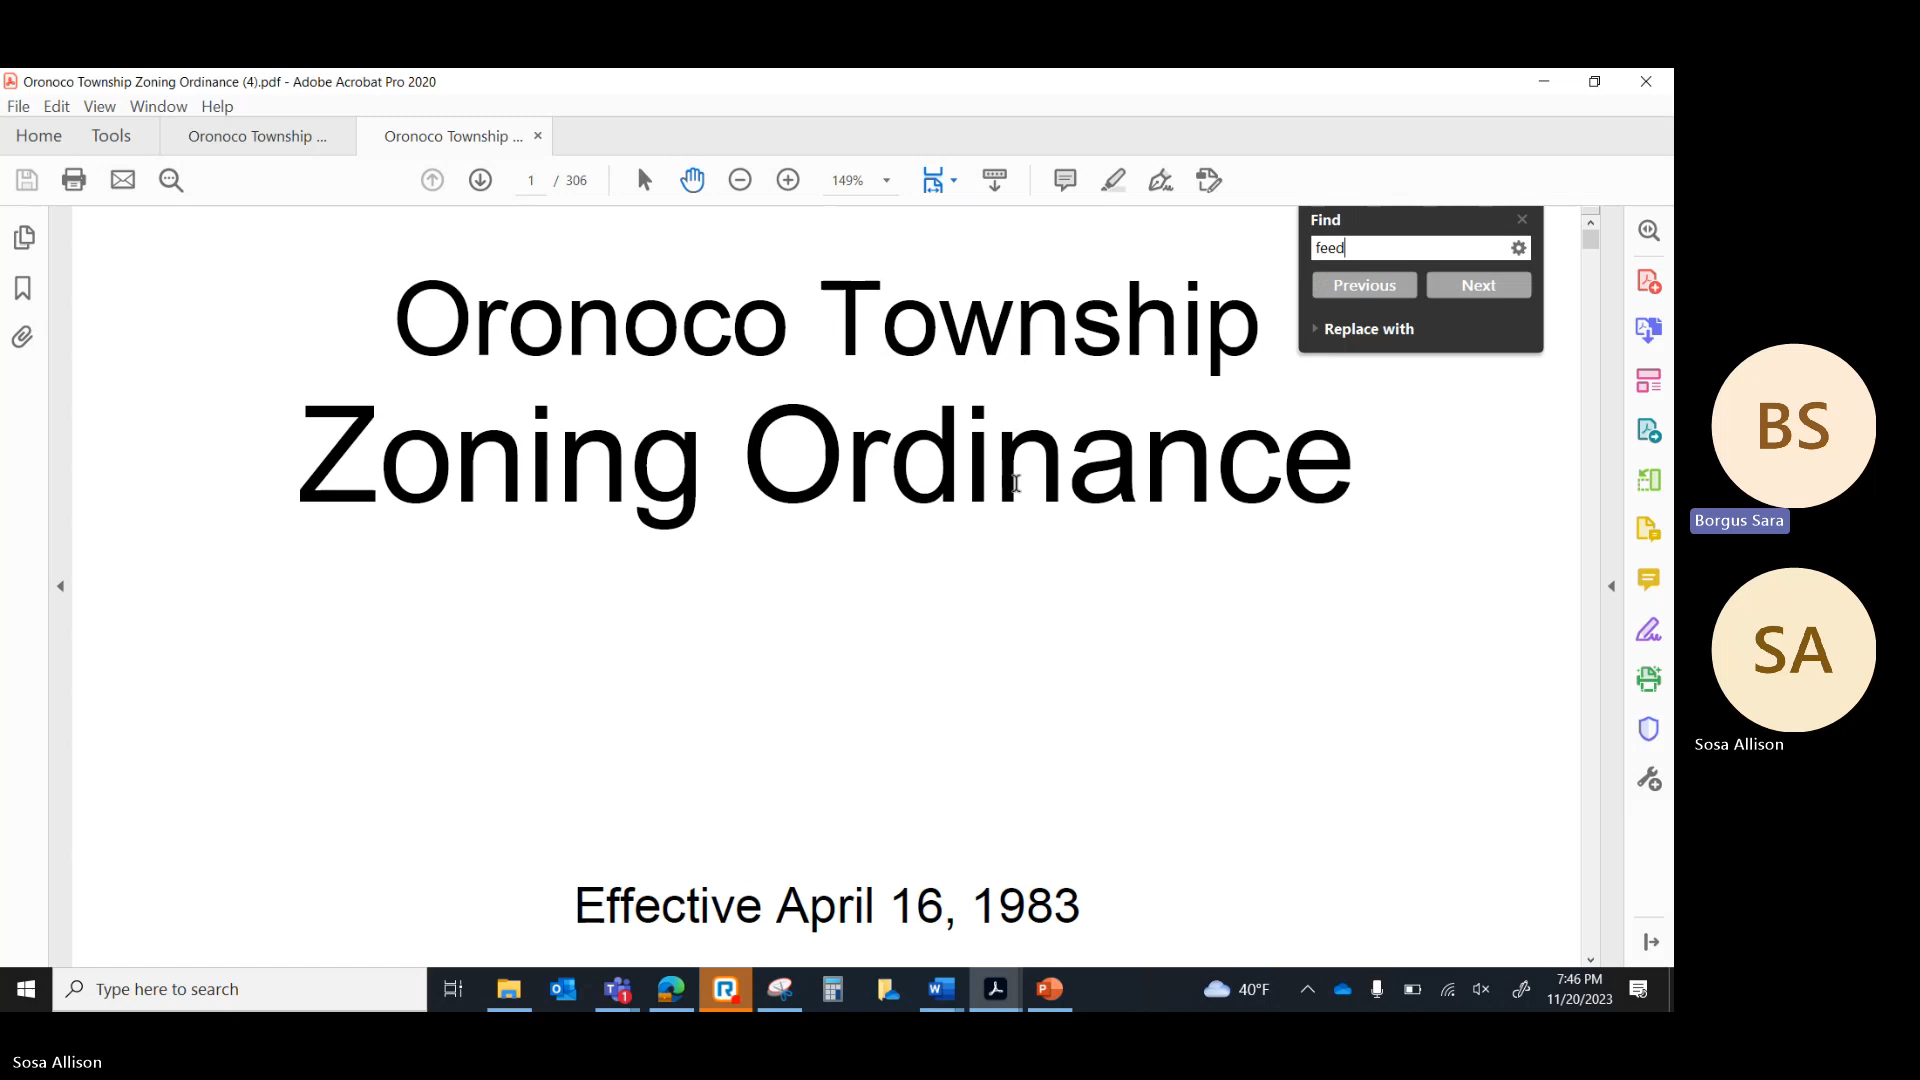 Oronoco Township Zoning Ordinance (4).pdf - Adobe Acrobat Pro 2020
File Edit View Window Help
Home Tools Oronoco Township ... Oronoco Township ... ×
1 / 306 149%
Find
feed
Previous Next
Replace with
Oronoco Township
Zoning Ordinance
Effective April 16, 1983
BS
Borgus Sara
SA
Sosa Allison
Type here to search
1
40°F
7:46 PM
11/20/2023
Sosa Allison